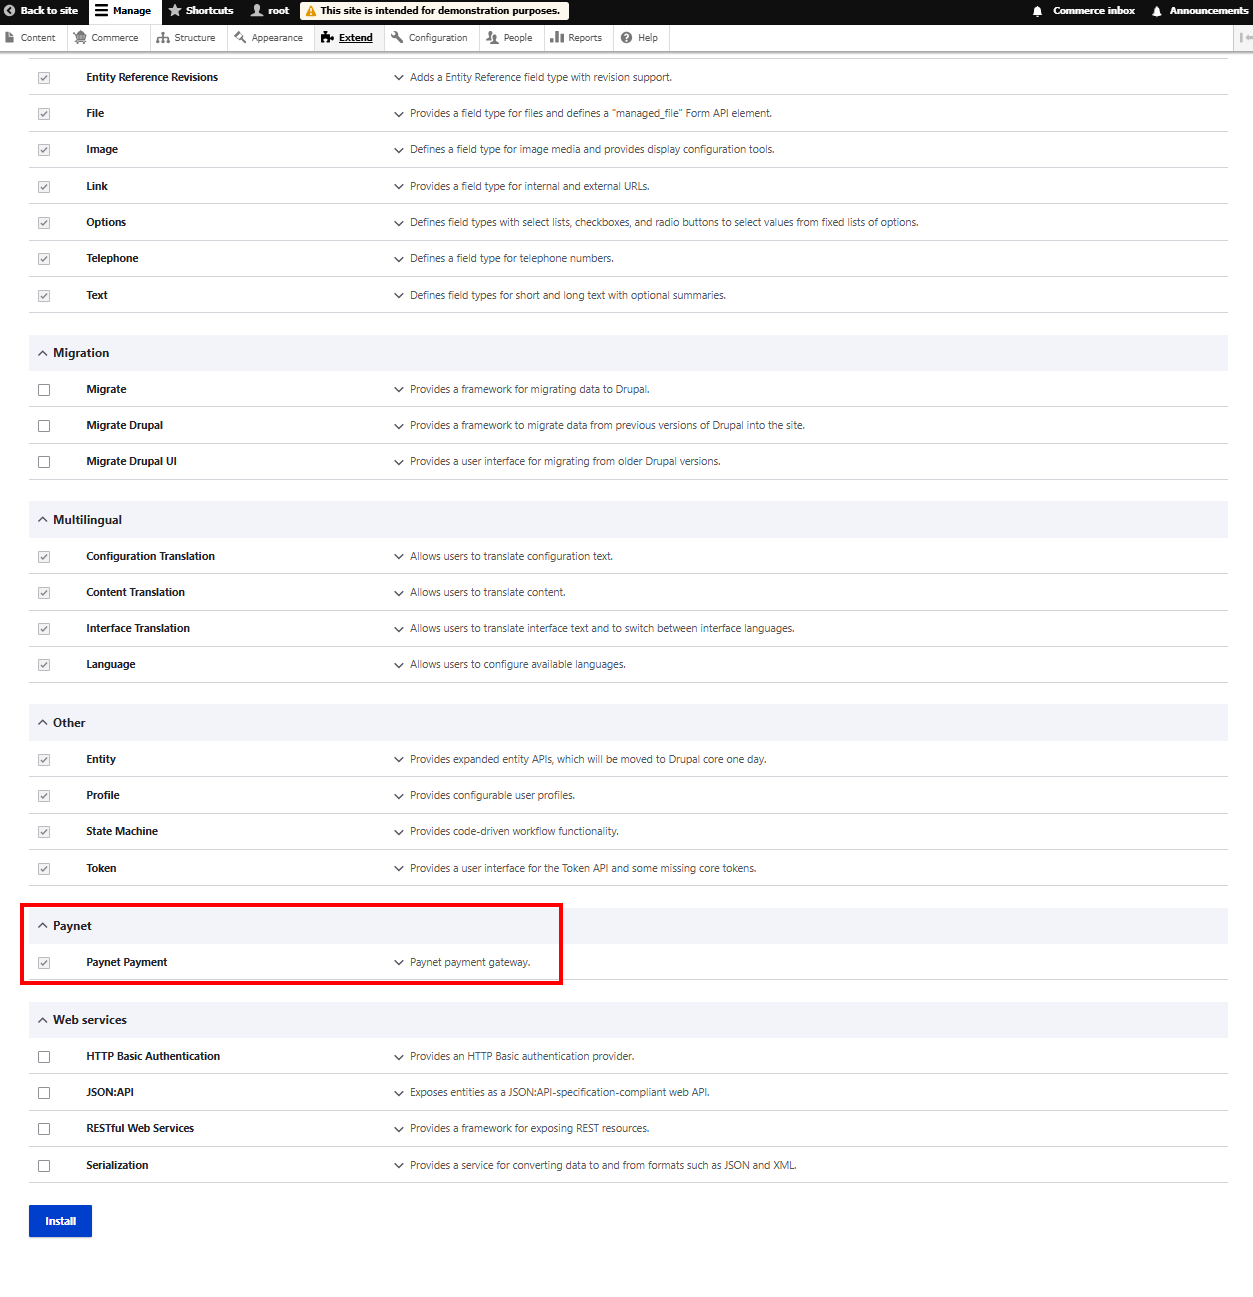 Back to site Manage Shortcuts root This site is intended for demonstration purposes. Commerce inbox Announcements
Content Commerce Structure Appearance Extend Configuration People Reports Help
Entity Reference Revisions Adds a Entity Reference field type with revision support.
File Provides a field type for files and defines a "managed_file" Form API element.
Image Defines a field type for image media and provides display configuration tools.
Link Provides a field type for internal and external URLs.
Options Defines field types with select lists, checkboxes, and radio buttons to select values from fixed lists of options.
Telephone Defines a field type for telephone numbers.
Text Defines field types for short and long text with optional summaries.
Migration
Migrate Provides a framework for migrating data to Drupal.
Migrate Drupal Provides a framework to migrate data from previous versions of Drupal into the site.
Migrate Drupal UI Provides a user interface for migrating from older Drupal versions.
Multilingual
Configuration Translation Allows users to translate configuration text.
Content Translation Allows users to translate content.
Interface Translation Allows users to translate interface text and to switch between interface languages.
Language Allows users to configure available languages.
Other
Entity Provides expanded entity APIs, which will be moved to Drupal core one day.
Profile Provides configurable user profiles.
State Machine Provides code-driven workflow functionality.
Token Provides a user interface for the Token API and some missing core tokens.
Paynet
Paynet Payment Paynet payment gateway.
Web services
HTTP Basic Authentication Provides an HTTP Basic authentication provider.
JSON:API Exposes entities as a JSON:API-specification-compliant web API.
RESTful Web Services Provides a framework for exposing REST resources.
Serialization Provides a service for converting data to and from formats such as JSON and XML.
Install